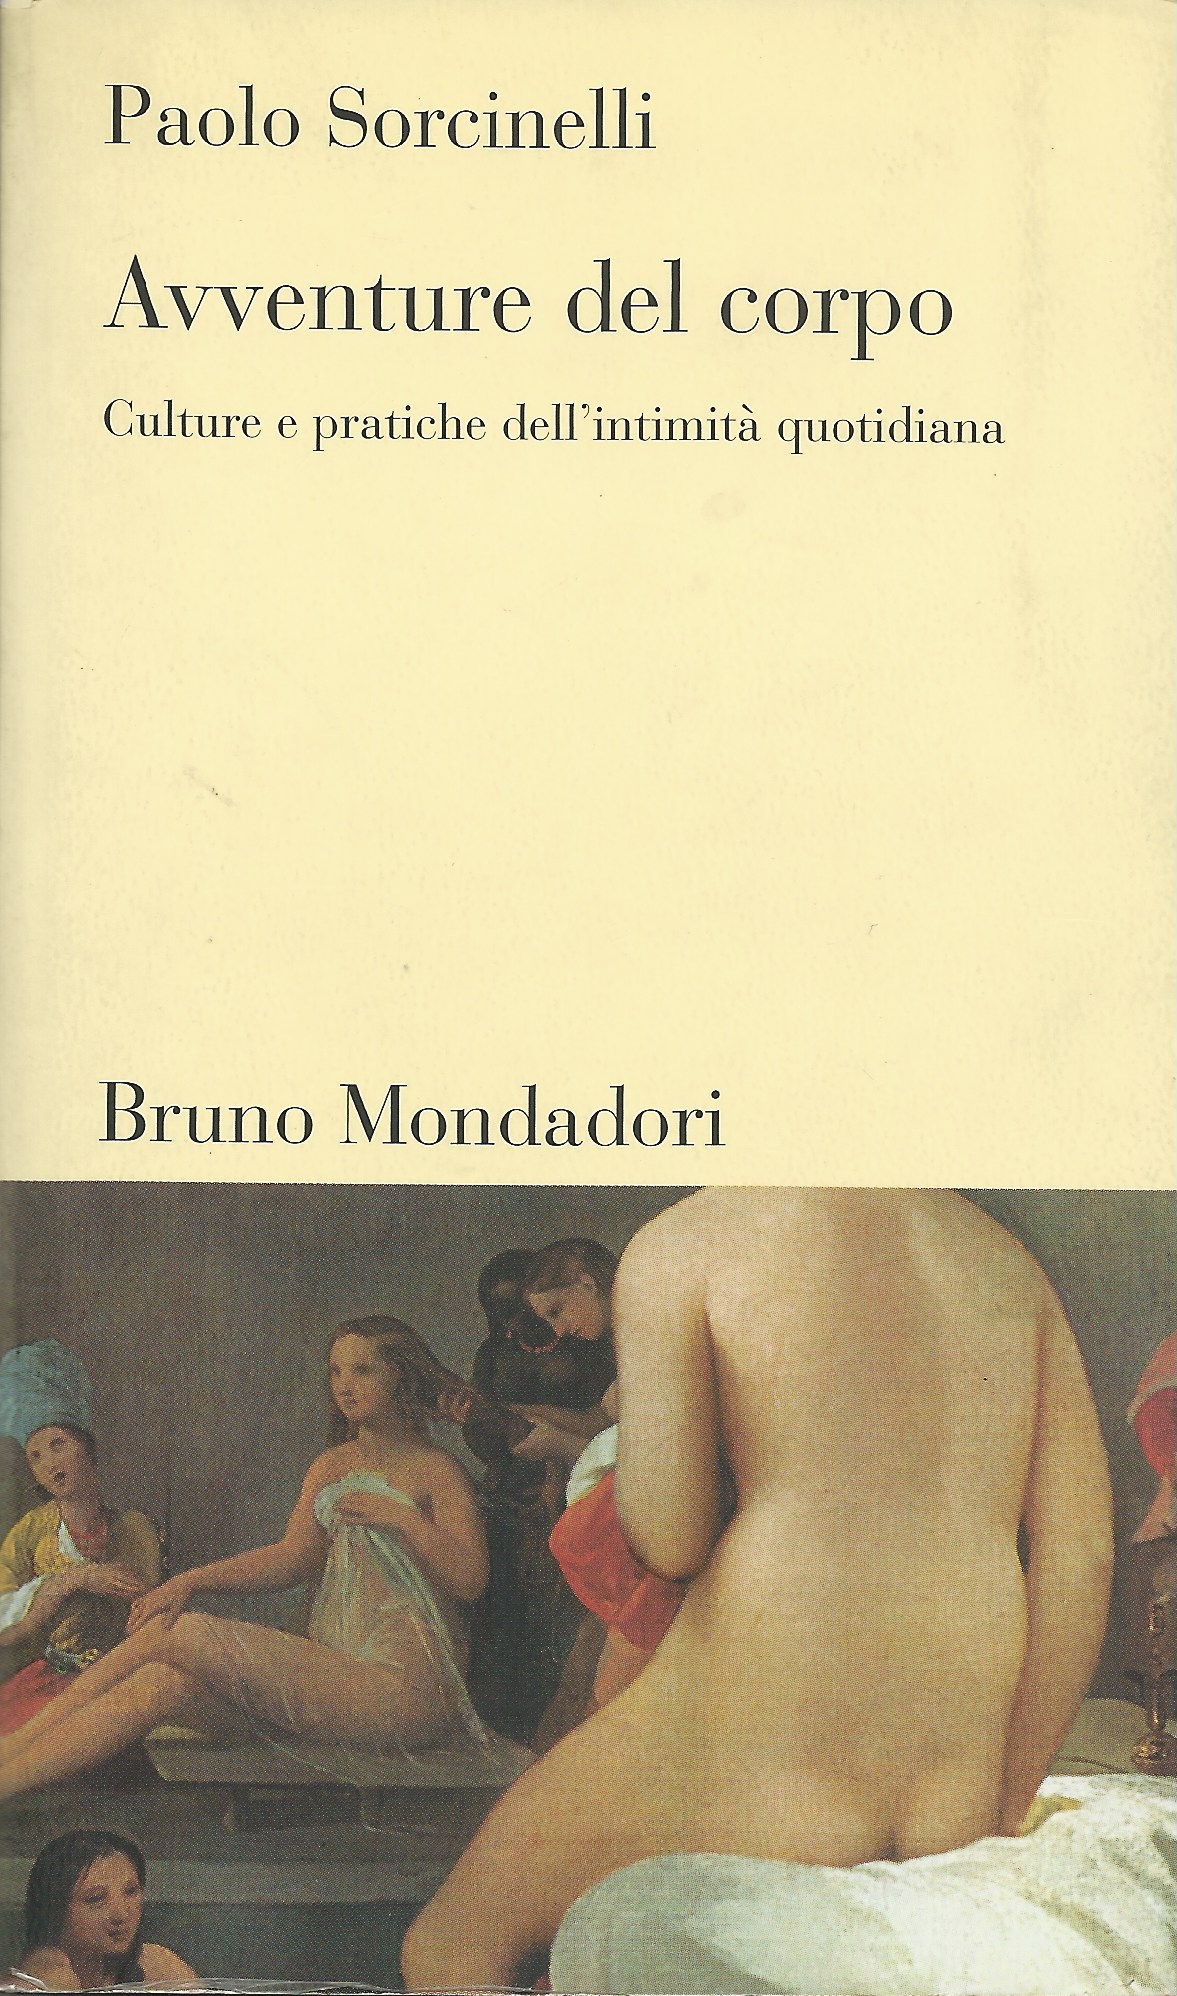 Paolo Sorcinelli
Avventure del corpo
Culture e pratiche dell'intimità quotidiana
Bruno Mondadori